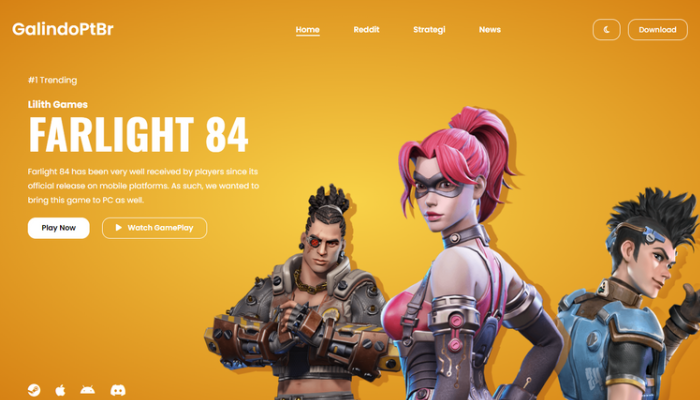 GalindoPtBr
Home Reddit Strategi News
Download
#1 Trending
Lilith Games
FARLIGHT 84
Farlight 84 has been very well received by players since its
official release on mobile platforms. As such, we wanted to
bring this game to PC as well.
Play Now
Watch GamePlay